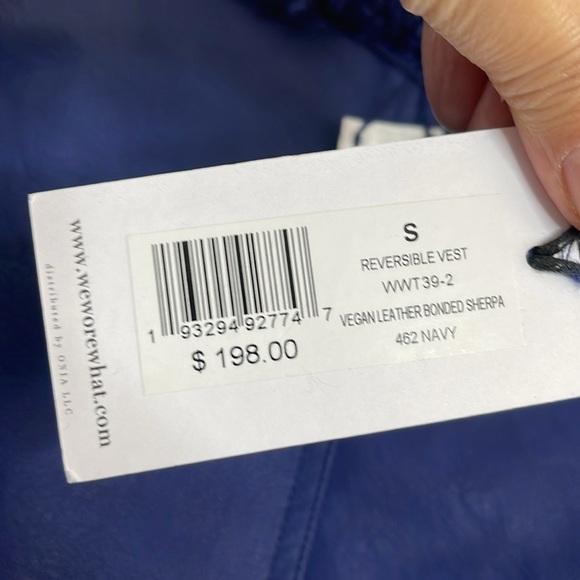 S
REVERSIBLE VEST
WWT39-2
VEGAN LEATHER BONDED SHERPA
462 NAVY
1 93294 92774 7
$ 198.00
www.weworewhat.com
distributed by OSIA LLC